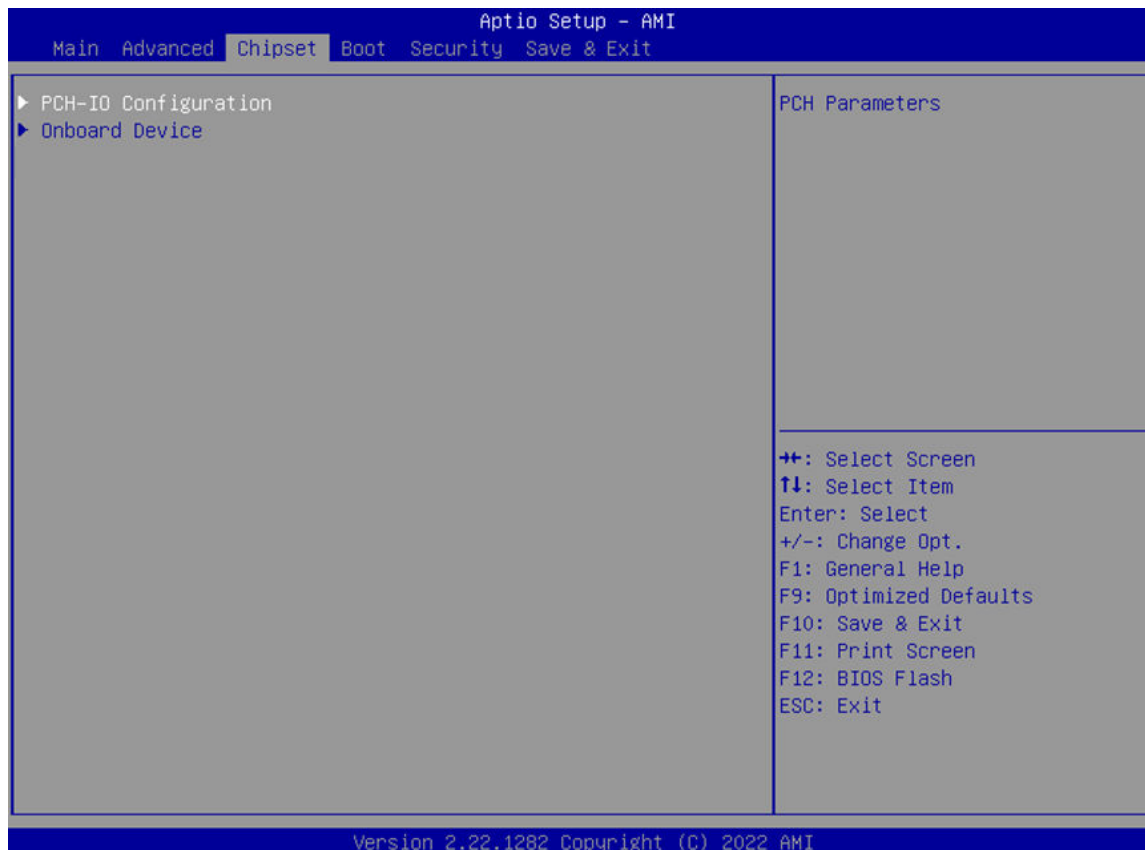 Aptio Setup – AMI
Main Advanced Chipset Boot Security Save & Exit
▶ PCH-IO Configuration
▶ Onboard Device
PCH Parameters
→←: Select Screen
↑↓: Select Item
Enter: Select
+/-: Change Opt.
F1: General Help
F9: Optimized Defaults
F10: Save & Exit
F11: Print Screen
F12: BIOS Flash
ESC: Exit
Version 2.22.1282 Copyright (C) 2022 AMI